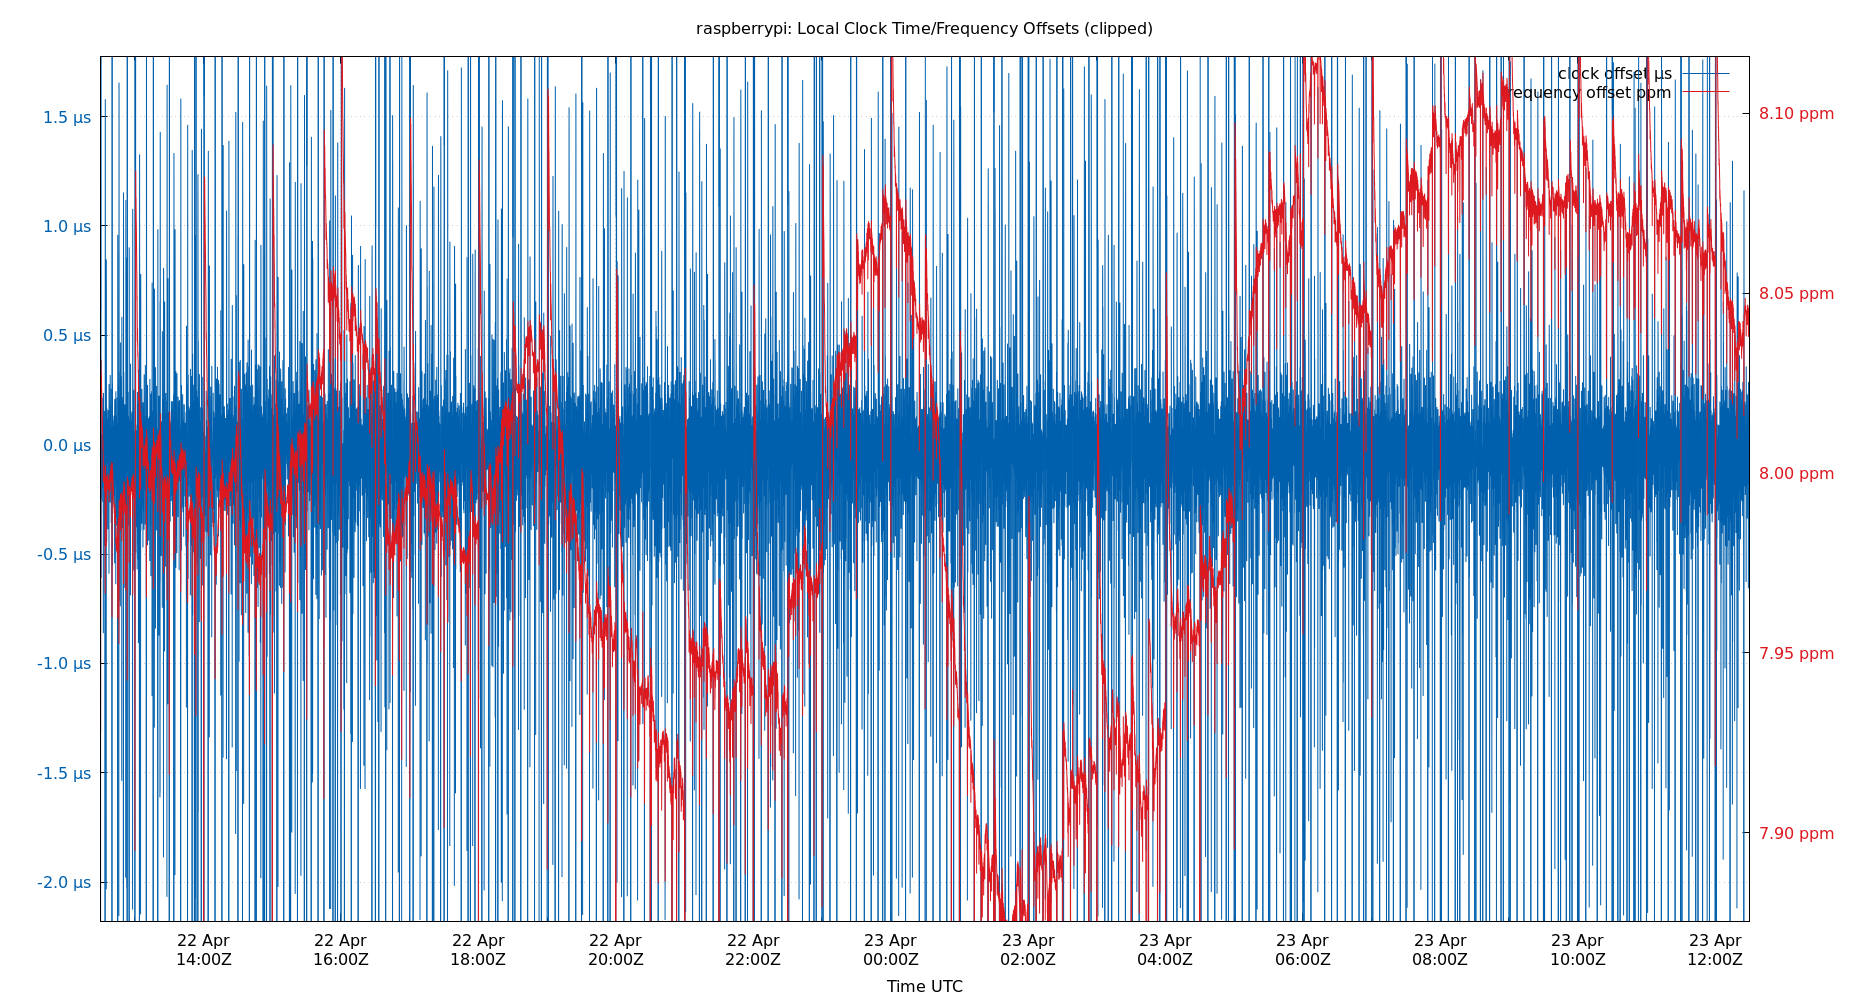 raspberrypi: Local Clock Time/Frequency Offsets (clipped)
clock offset µs
requency offset ppm
1.5 µs
1.0 µs
0.5 µs
0.0 µs
-0.5 µs
-1.0 µs
-1.5 µs
-2.0 µs
8.10 ppm
8.05 ppm
8.00 ppm
7.95 ppm
7.90 ppm
22 Apr 22 Apr 22 Apr 22 Apr 22 Apr 23 Apr 23 Apr 23 Apr 23 Apr 23 Apr 23 Apr 23 Apr
14:00Z 16:00Z 18:00Z 20:00Z 22:00Z 00:00Z 02:00Z 04:00Z 06:00Z 08:00Z 10:00Z 12:00Z
Time UTC